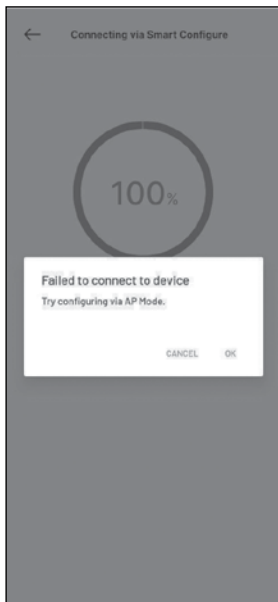 Connecting via Smart Configure
100%
Failed to connect to device
Try configuring via AP Mode.
CANCEL OK